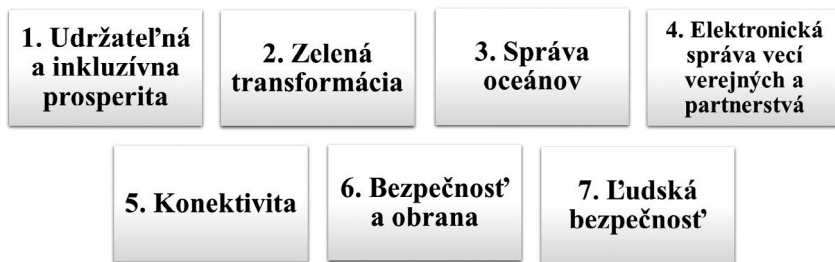 1. Udržateľná
a inkluzívna
prosperita
2. Zelená
transformácia
3. Správa
oceánov
4. Elektronická
správa vecí
verejných a
partnerstvá
5. Konektivita
6. Bezpečnosť
a obrana
7. Ľudská
bezpečnosť